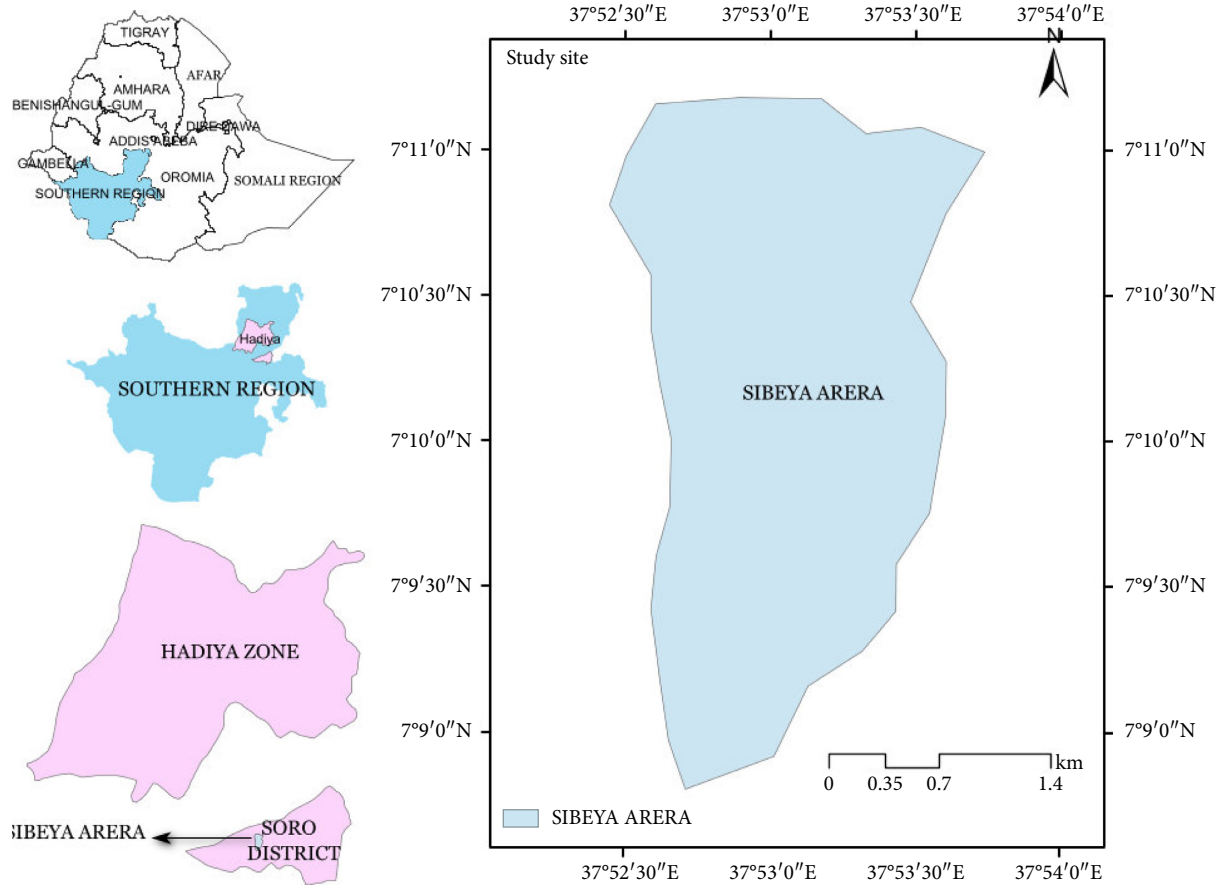 TIGRAY
AFAR
AMHARA
BENISHANGUL-GUM
DIRE DAWA
ADDIS ABEBA
GAMBELLA
OROMIA
SOMALI REGION
SOUTHERN REGION
Hadiya
SOUTHERN REGION
HADIYA ZONE
SIBEYA ARERA
SORO
DISTRICT
37°52′30″E 37°53′0″E 37°53′30″E 37°54′0″E
Study site
N
7°11′0″N 7°11′0″N
7°10′30″N 7°10′30″N
SIBEYA ARERA
7°10′0″N 7°10′0″N
7°9′30″N 7°9′30″N
7°9′0″N 7°9′0″N
km
0 0.35 0.7 1.4
SIBEYA ARERA
37°52′30″E 37°53′0″E 37°53′30″E 37°54′0″E